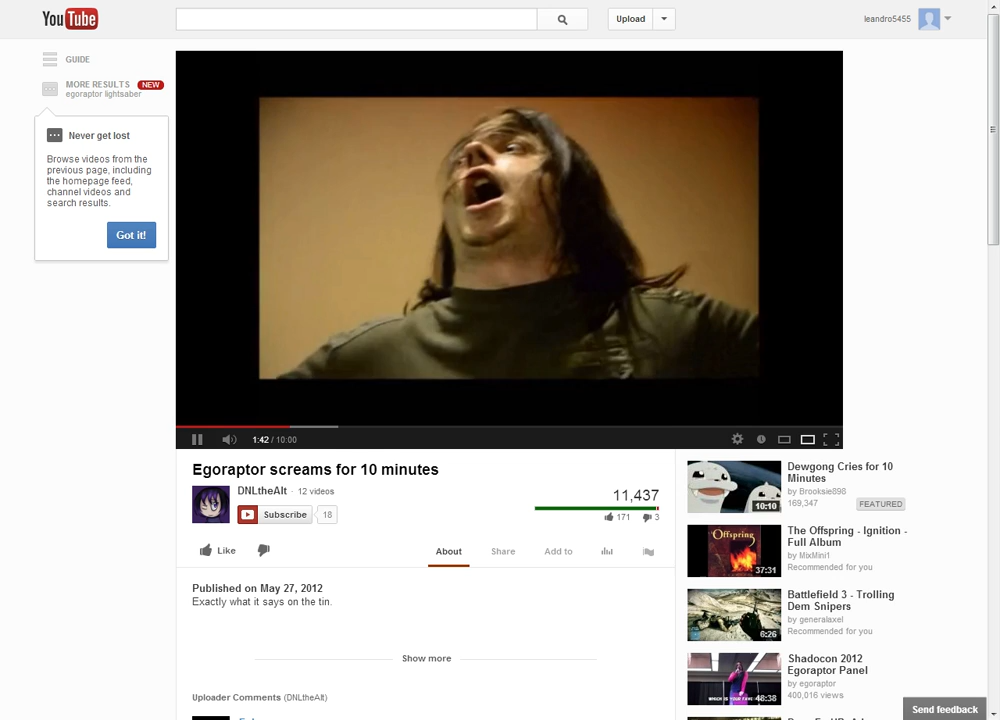 YouTube
Upload
leandro5455
GUIDE
MORE RESULTS NEW
egoraptor lightsaber
Never get lost
Browse videos from the
previous page, including
the homepage feed,
channel videos and
search results.
Got it!
1:42 / 10:00
Egoraptor screams for 10 minutes
DNLtheAlt · 12 videos
Subscribe 18
11,437
171 3
Like
About Share Add to
Published on May 27, 2012
Exactly what it says on the tin.
Show more
Uploader Comments (DNLtheAlt)
10:10
Dewgong Cries for 10
Minutes
by Brooksie898
169,347
FEATURED
Offspring
37:31
The Offspring - Ignition -
Full Album
by MixMini1
Recommended for you
6:26
Battlefield 3 - Trolling
Dem Snipers
by generalaxel
Recommended for you
48:38
Shadocon 2012
Egoraptor Panel
by egoraptor
400,016 views
Send feedback